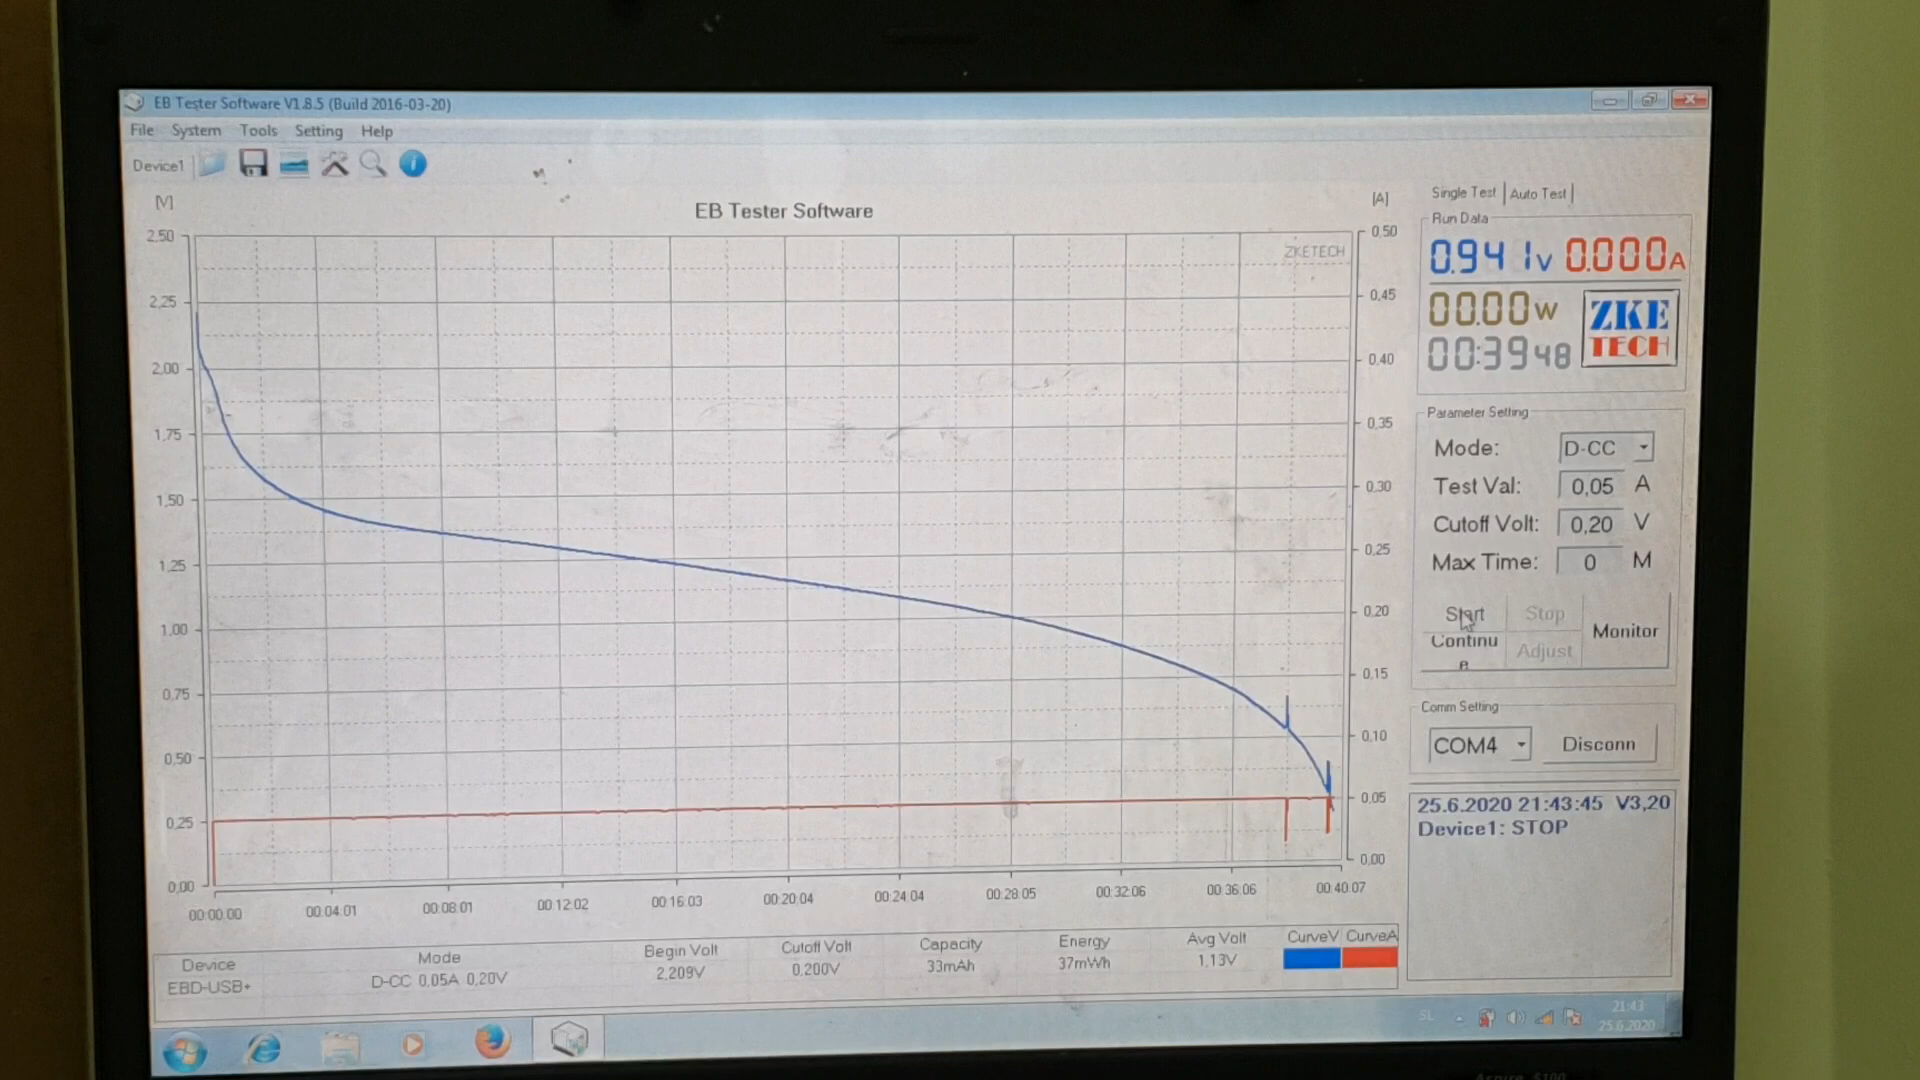 EB Tester Software V1.8.5 (Build 2016-03-20)
File System Tools Setting Help
Device1
[V]
EB Tester Software
[A]
ZKETECH
2,50
2,25
2,00
1,75
1,50
1,25
1,00
0,75
0,50
0,25
0,00
0,50
0,45
0,40
0,35
0,30
0,25
0,20
0,15
0,10
0,05
0,00
00:00:00 00:04:01 00:08:01 00:12:02 00:16:03 00:20:04 00:24:04 00:28:05 00:32:06 00:36:06 00:40:07
Device Mode Begin Volt Cutoff Volt Capacity Energy Avg Volt CurveV CurveA
EBD-USB+ D-CC 0,05A 0,20V 2,209V 0,200V 33mAh 37mWh 1,13V
Single Test Auto Test
Run Data
0.941V 0.000A
00.00W
00:39 48
ZKE
TECH
Parameter Setting
Mode: D-CC
Test Val: 0,05 A
Cutoff Volt: 0,20 V
Max Time: 0 M
Start Stop
Monitor
Continu
e
Adjust
Comm Setting
COM4 Disconn
25.6.2020 21:43:45 V3,20
Device1: STOP
SL
21:43
25.6.2020